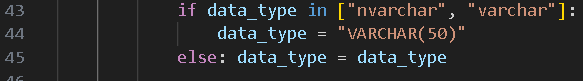 43 if data_type in ["nvarchar", "varchar"]:
44 data_type = "VARCHAR(50)"
45 else: data_type = data_type